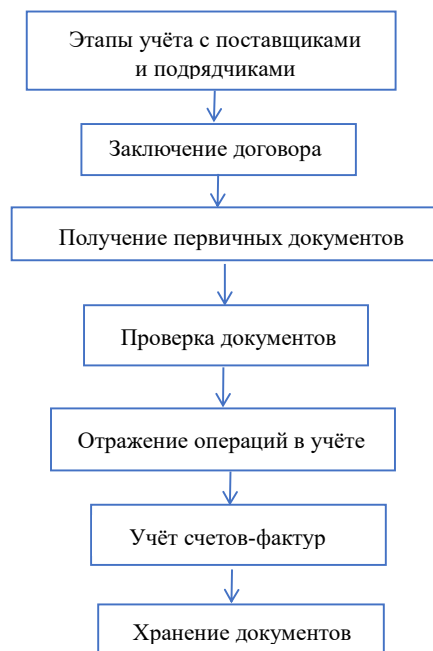 Этапы учёта с поставщиками
и подрядчиками
Заключение договора
Получение первичных документов
Проверка документов
Отражение операций в учёте
Учёт счетов-фактур
Хранение документов